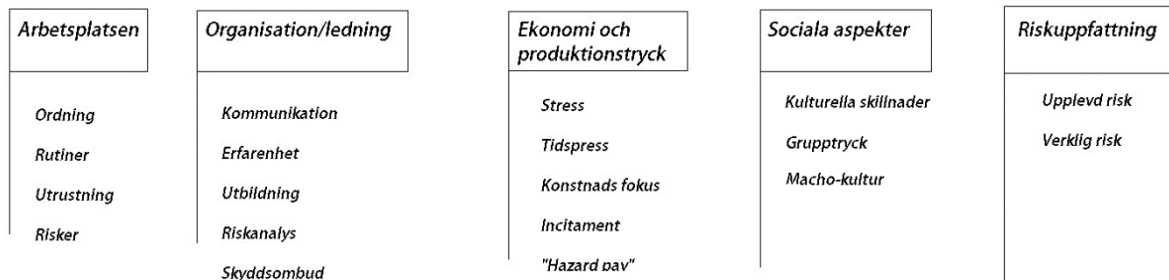 Arbetsplatsen
Ordning
Rutiner
Utrustning
Risker
Organisation/ledning
Kommunikation
Erfarenhet
Utbildning
Riskanalys
Skyddsombud
Ekonomi och
produktionstryck
Stress
Tidspress
Konstnads fokus
Incitament
"Hazard pay"
Sociala aspekter
Kulturella skillnader
Grupptryck
Macho-kultur
Riskuppfattning
Upplevd risk
Verklig risk